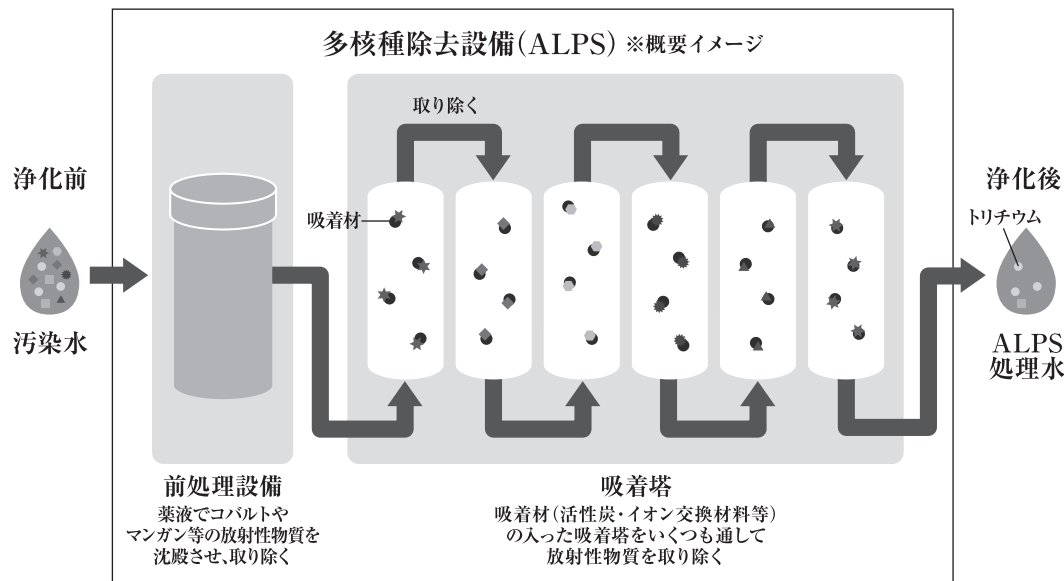 多核種除去設備(ALPS) ※概要イメージ
取り除く
浄化前
汚染水
吸着材
浄化後
トリチウム
ALPS
処理水
前処理設備
薬液でコバルトや
マンガン等の放射性物質を
沈殿させ、取り除く
吸着塔
吸着材(活性炭・イオン交換材料等)
の入った吸着塔をいくつも通して
放射性物質を取り除く